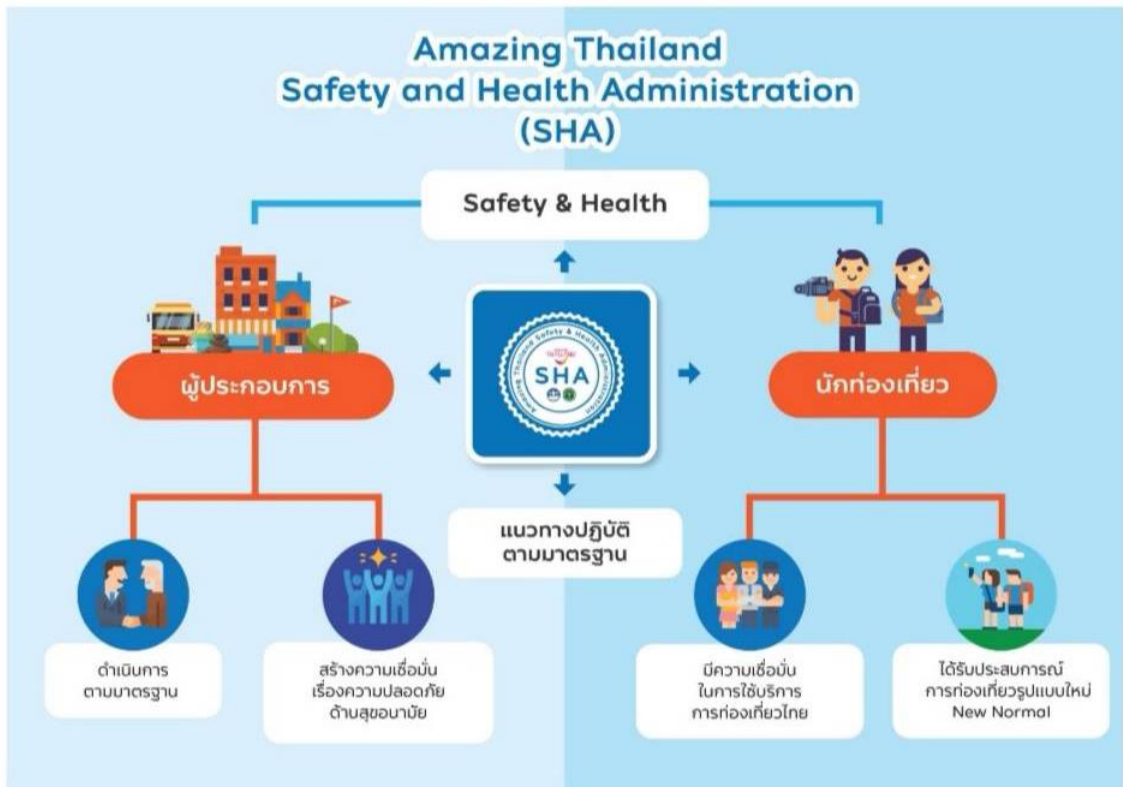 Amazing Thailand
Safety and Health Administration
(SHA)
Safety & Health
Amazing Thailand Safety & Health Administration
SHA
ผู้ประกอบการ
นักท่องเที่ยว
แนวทางปฏิบัติ
ตามมาตรฐาน
ดำเนินการ
ตามมาตรฐาน
สร้างความเชื่อมั่น
เรื่องความปลอดภัย
ด้านสุขอนามัย
มีความเชื่อมั่น
ในการใช้บริการ
การท่องเที่ยวไทย
ได้รับประสบการณ์
การท่องเที่ยวรูปแบบใหม่
New Normal